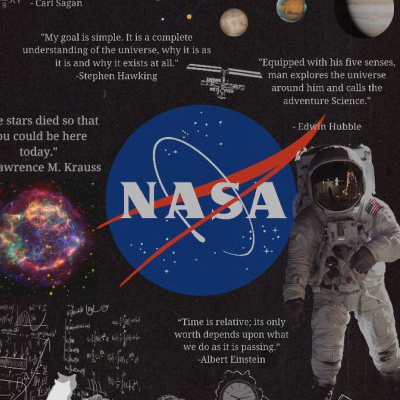 - Carl Sagan
"My goal is simple. It is a complete
understanding of the universe, why it is as
it is and why it exists at all."
-Stephen Hawking
"Equipped with his five senses,
man explores the universe
around him and calls the
adventure Science."
- Edwin Hubble
e stars died so that
ou could be here
today."
awrence M. Krauss
NASA
"Time is relative; its only
worth depends upon what
we do as it is passing."
-Albert Einstein